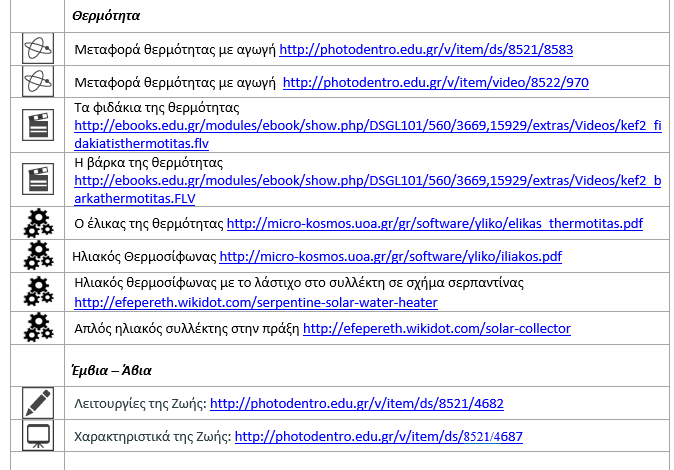 Θερμότητα
Μεταφορά θερμότητας με αγωγή http://photodentro.edu.gr/v/item/ds/8521/8583
Μεταφορά θερμότητας με αγωγή http://photodentro.edu.gr/v/item/video/8522/970
Τα φιδάκια της θερμότητας
http://ebooks.edu.gr/modules/ebook/show.php/DSGL101/560/3669,15929/extras/Videos/kef2_fi
dakiatisthermotitas.flv
Η βάρκα της θερμότητας
http://ebooks.edu.gr/modules/ebook/show.php/DSGL101/560/3669,15929/extras/Videos/kef2_b
arkathermotitas.FLV
Ο έλικας της θερμότητας http://micro-kosmos.uoa.gr/gr/software/yliko/elikas_thermotitas.pdf
Ηλιακός Θερμοσίφωνας http://micro-kosmos.uoa.gr/gr/software/yliko/iliakos.pdf
Ηλιακός θερμοσίφωνας με το λάστιχο στο συλλέκτη σε σχήμα σερπαντίνας
http://efepereth.wikidot.com/serpentine-solar-water-heater
Απλός ηλιακός συλλέκτης στην πράξη http://efepereth.wikidot.com/solar-collector
Έμβια – Άβια
Λειτουργίες της Ζωής: http://photodentro.edu.gr/v/item/ds/8521/4682
Χαρακτηριστικά της Ζωής: http://photodentro.edu.gr/v/item/ds/8521/4687